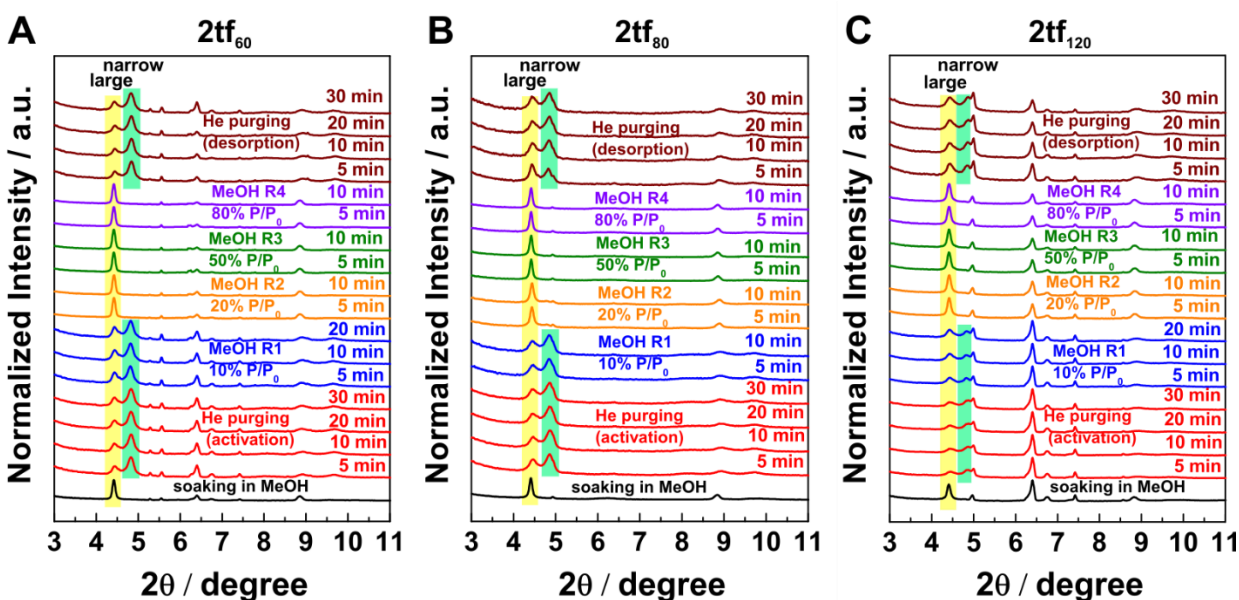 A
2tf60
narrow
large
30 min
He purging
20 min
(desorption)
10 min
5 min
MeOH R4
10 min
80% P/P0
5 min
MeOH R3
10 min
50% P/P0
5 min
MeOH R2
10 min
20% P/P0
5 min
20 min
MeOH R1
10 min
10% P/P0
5 min
30 min
He purging
20 min
(activation)
10 min
5 min
soaking in MeOH
3 4 5 6 7 8 9 10 11
2θ / degree
Normalized Intensity / a.u.
B
2tf80
narrow
large
30 min
He purging
20 min
(desorption)
10 min
5 min
MeOH R4
10 min
80% P/P0
5 min
MeOH R3
10 min
50% P/P0
5 min
MeOH R2
10 min
20% P/P0
5 min
MeOH R1
10 min
10% P/P0
5 min
30 min
He purging
20 min
(activation)
10 min
5 min
soaking in MeOH
3 4 5 6 7 8 9 10 11
2θ / degree
Normalized Intensity / a.u.
C
2tf120
narrow
large
30 min
He purging
20 min
(desorption)
10 min
5 min
MeOH R4
10 min
80% P/P0
5 min
MeOH R3
10 min
50% P/P0
5 min
MeOH R2
10 min
20% P/P0
5 min
20 min
MeOH R1
10 min
10% P/P0
5 min
30 min
He purging
20 min
(activation)
10 min
5 min
soaking in MeOH
3 4 5 6 7 8 9 10 11
2θ / degree
Normalized Intensity / a.u.